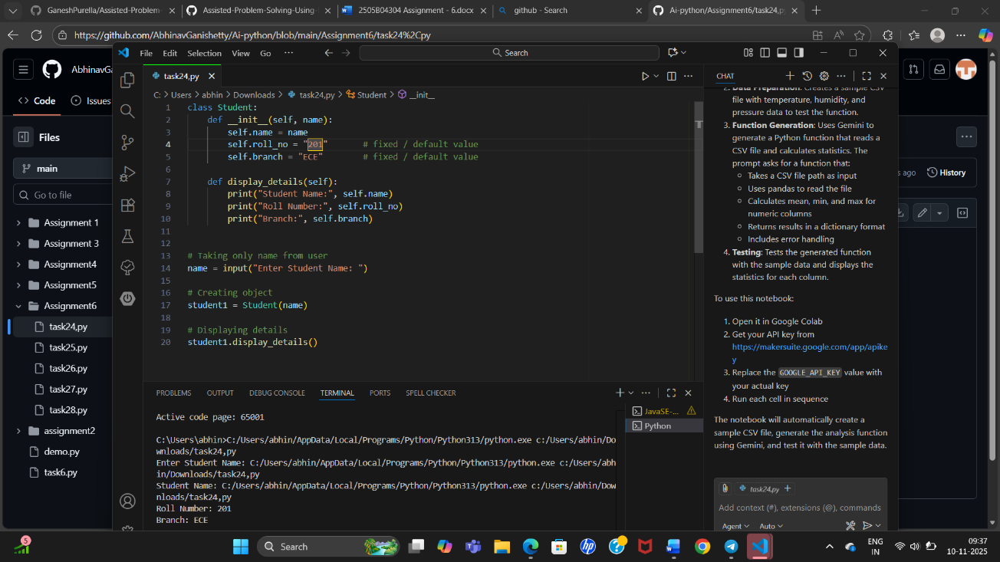 GaneshPurella/Assisted-Problem-
Assisted-Problem-Solving-Using-
2505B04304 Assignment - 6.docx
github - Search
Ai-python/Assignment6/task24,p
https://github.com/AbhinavGanishetty/Ai-python/blob/main/Assignment6/task24%2Cpy
AbhinavGa
Code
Issues
Files
main
Go to file
Assignment 1
Assignment 3
Assignment4
Assignment5
Assignment6
task24,py
task25.py
task26.py
task27.py
task28.py
assignment2
demo.py
task6.py
s ago
History
File Edit Selection View Go ···
Search
task24,py
C: > Users > abhin > Downloads > task24,py > Student > __init__
1 class Student:
2 def __init__(self, name):
3 self.name = name
4 self.roll_no = "201" # fixed / default value
5 self.branch = "ECE" # fixed / default value
6
7 def display_details(self):
8 print("Student Name:", self.name)
9 print("Roll Number:", self.roll_no)
10 print("Branch:", self.branch)
11
12
13 # Taking only name from user
14 name = input("Enter Student Name: ")
15
16 # Creating object
17 student1 = Student(name)
18
19 # Displaying details
20 student1.display_details()
PROBLEMS OUTPUT DEBUG CONSOLE TERMINAL PORTS SPELL CHECKER
Active code page: 65001
C:\Users\abhin>C:/Users/abhin/AppData/Local/Programs/Python/Python313/python.exe c:/Users/abhin/Do
wnloads/task24,py
Enter Student Name: C:/Users/abhin/AppData/Local/Programs/Python/Python313/python.exe c:/Users/abh
in/Downloads/task24,py
Student Name: C:/Users/abhin/AppData/Local/Programs/Python/Python313/python.exe c:/Users/abhin/Dow
nloads/task24,py
Roll Number: 201
Branch: ECE
JavaSE-...
Python
CHAT
2. Data Preparation: Creates a sample CSV
file with temperature, humidity, and
pressure data to test the function.
3. Function Generation: Uses Gemini to
generate a Python function that reads a
CSV file and calculates statistics. The
prompt asks for a function that:
Takes a CSV file path as input
Uses pandas to read the file
Calculates mean, min, and max for
numeric columns
Returns results in a dictionary format
Includes error handling
4. Testing: Tests the generated function
with the sample data and displays the
statistics for each column.
To use this notebook:
1. Open it in Google Colab
2. Get your API key from
https://makersuite.google.com/app/apike
y
3. Replace the GOOGLE_API_KEY value with
your actual key
4. Run each cell in sequence
The notebook will automatically create a
sample CSV file, generate the analysis function
using Gemini, and test it with the sample data.
task24,py
Add context (#), extensions (@), commands
Agent
Auto
5
Search
ENG
IN
09:37
10-11-2025